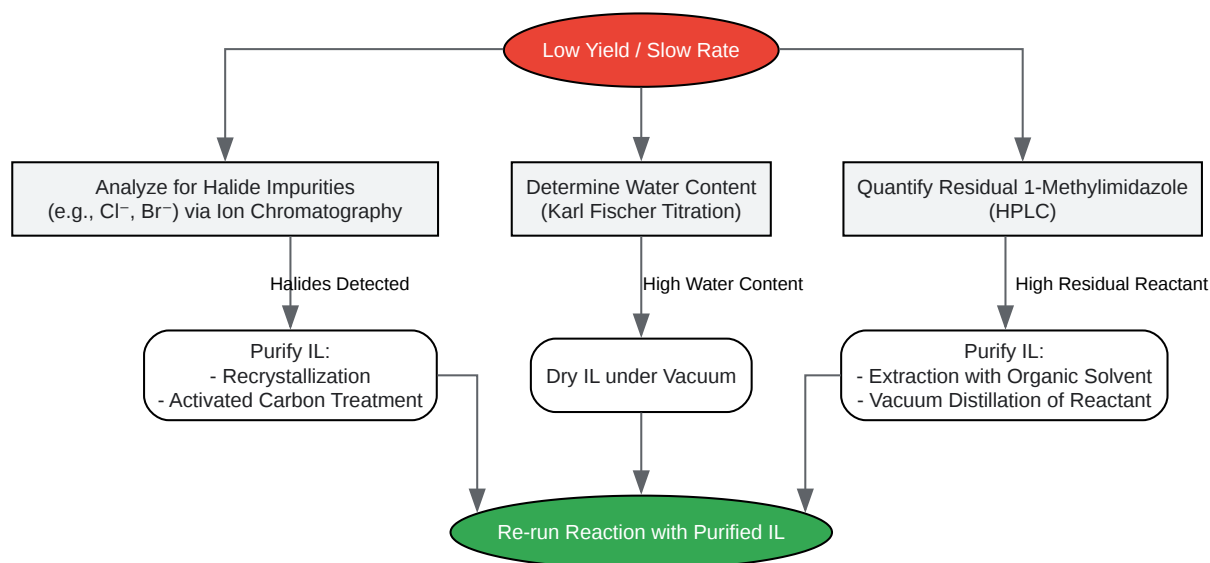 Low Yield / Slow Rate
Analyze for Halide Impurities
(e.g., Cl⁻, Br⁻) via Ion Chromatography
Determine Water Content
(Karl Fischer Titration)
Quantify Residual 1-Methylimidazole
(HPLC)
Halides Detected
High Water Content
High Residual Reactant
Purify IL:
- Recrystallization
- Activated Carbon Treatment
Dry IL under Vacuum
Purify IL:
- Extraction with Organic Solvent
- Vacuum Distillation of Reactant
Re-run Reaction with Purified IL